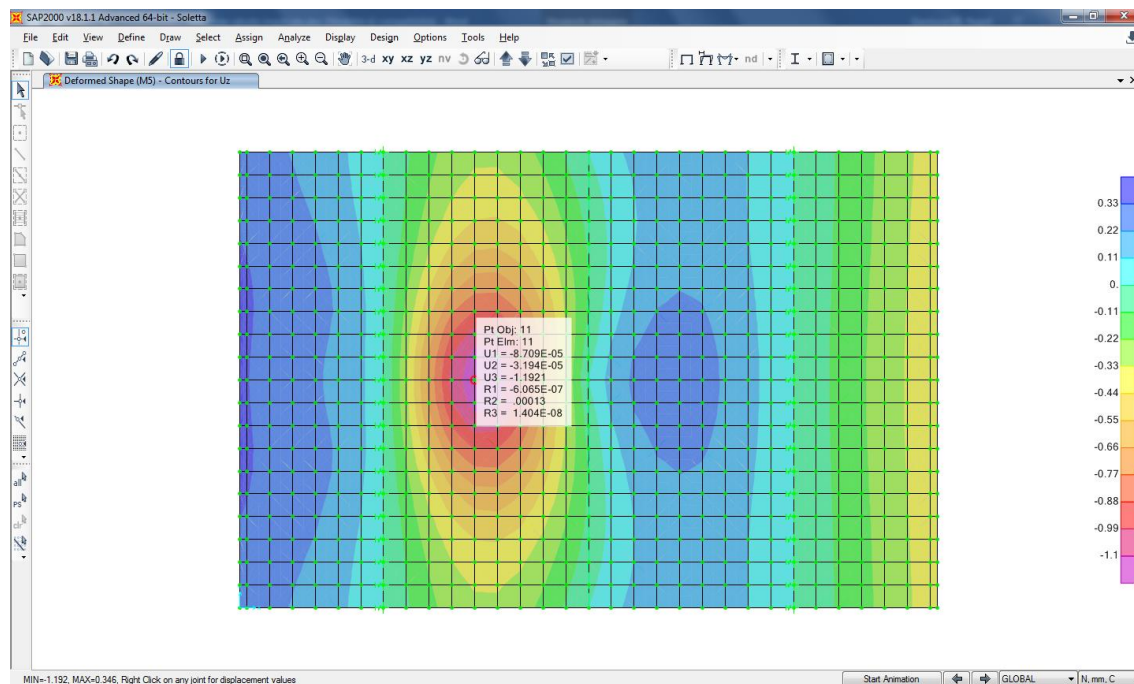 SAP2000 v18.1.1 Advanced 64-bit - Soletta
File Edit View Define Draw Select Assign Analyze Display Design Options Tools Help
3-d xy xz yz nv
nd
Deformed Shape (M5) - Contours for Uz
Pt Obj: 11
Pt Elm: 11
U1 = -8.709E-05
U2 = -3.194E-05
U3 = -1.1921
R1 = -6.065E-07
R2 = .00013
R3 = 1.404E-08
0.33
0.22
0.11
0.
-0.11
-0.22
-0.33
-0.44
-0.55
-0.66
-0.77
-0.88
-0.99
-1.1
all
PS
clr
MIN=-1.192, MAX=0.346, Right Click on any joint for displacement values
Start Animation
GLOBAL
N, mm, C